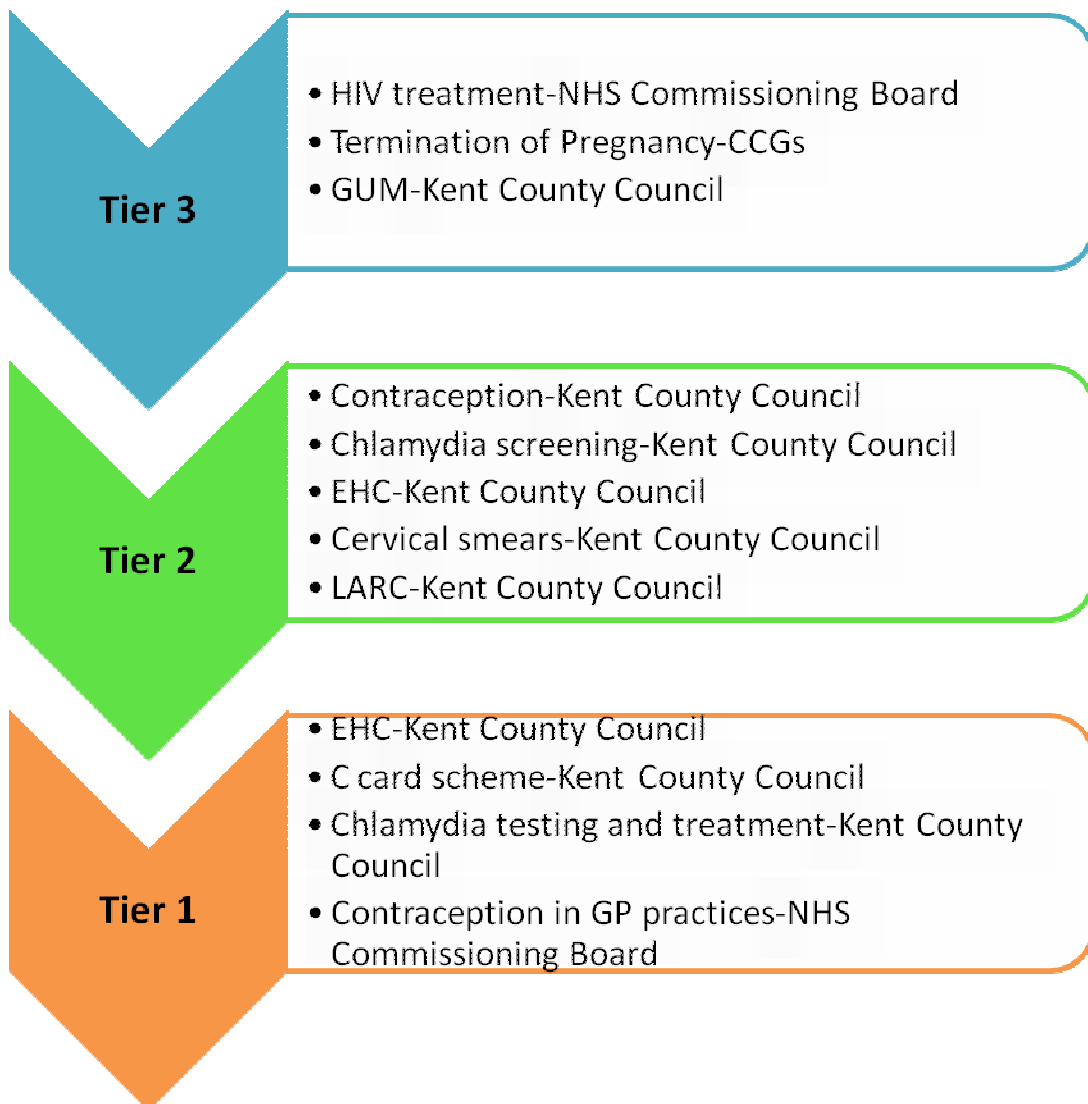 Tier 3
• HIV treatment-NHS Commissioning Board
• Termination of Pregnancy-CCGs
• GUM-Kent County Council
Tier 2
• Contraception-Kent County Council
• Chlamydia screening-Kent County Council
• EHC-Kent County Council
• Cervical smears-Kent County Council
• LARC-Kent County Council
Tier 1
• EHC-Kent County Council
• C card scheme-Kent County Council
• Chlamydia testing and treatment-Kent County
Council
• Contraception in GP practices-NHS
Commissioning Board